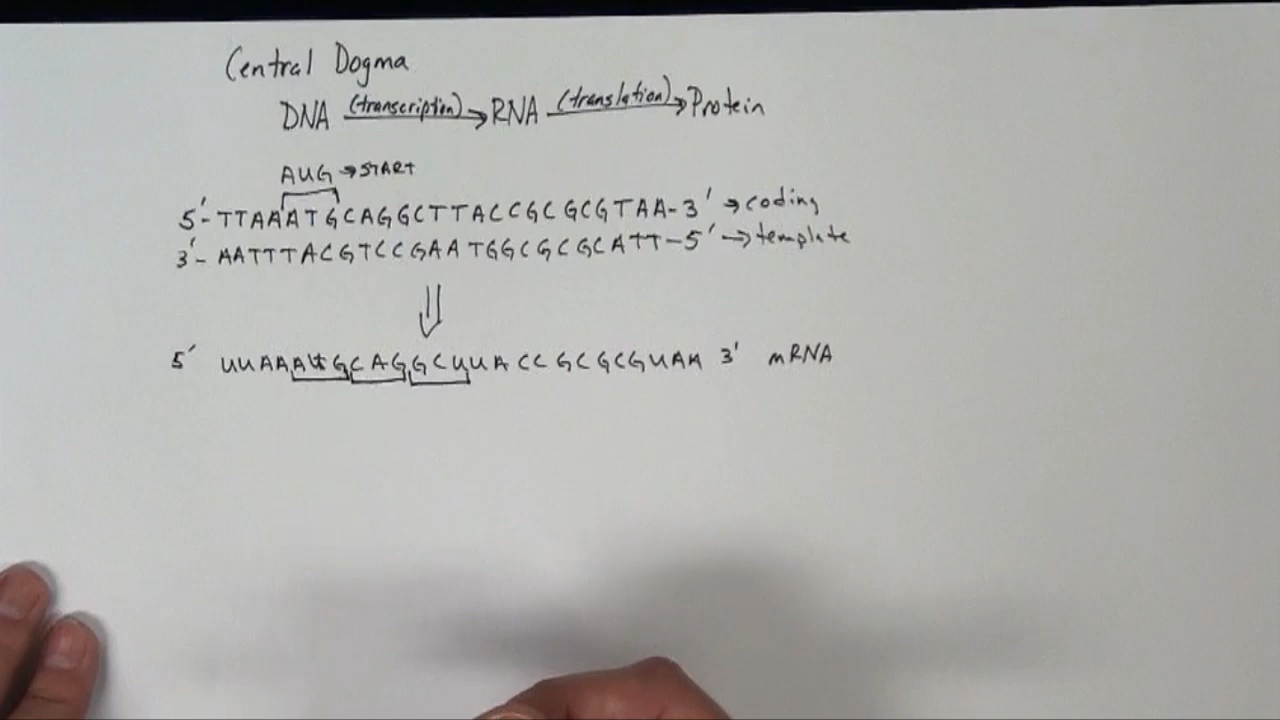 Central Dogma
DNA (transcription)→ RNA (translation)→ Protein
AUG → START
5'-TTAAATGCAGGCTTACCGCGCGTAA-3' → coding
3'-AATTTACGTCCGAATGGCGCGCATT-5' → template
5' UUAAAUGCAGGCUUACCGCGCGUAA 3' mRNA